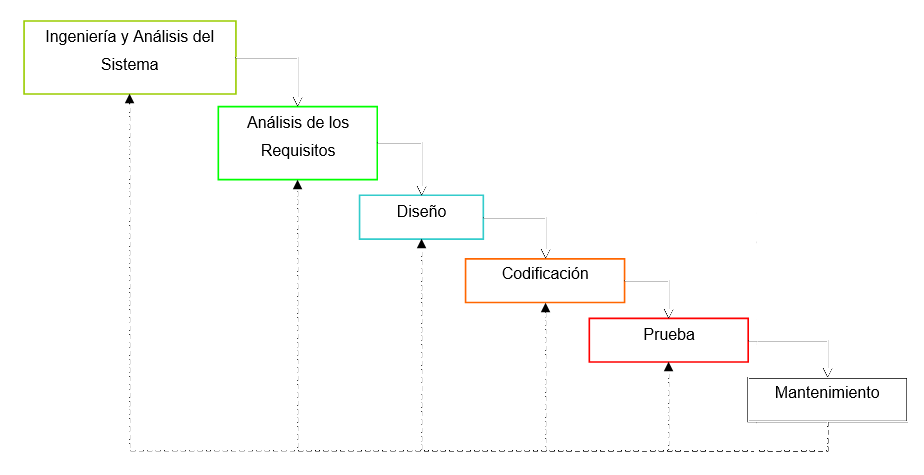 Ingeniería y Análisis del
Sistema
Análisis de los
Requisitos
Diseño
Codificación
Prueba
Mantenimiento